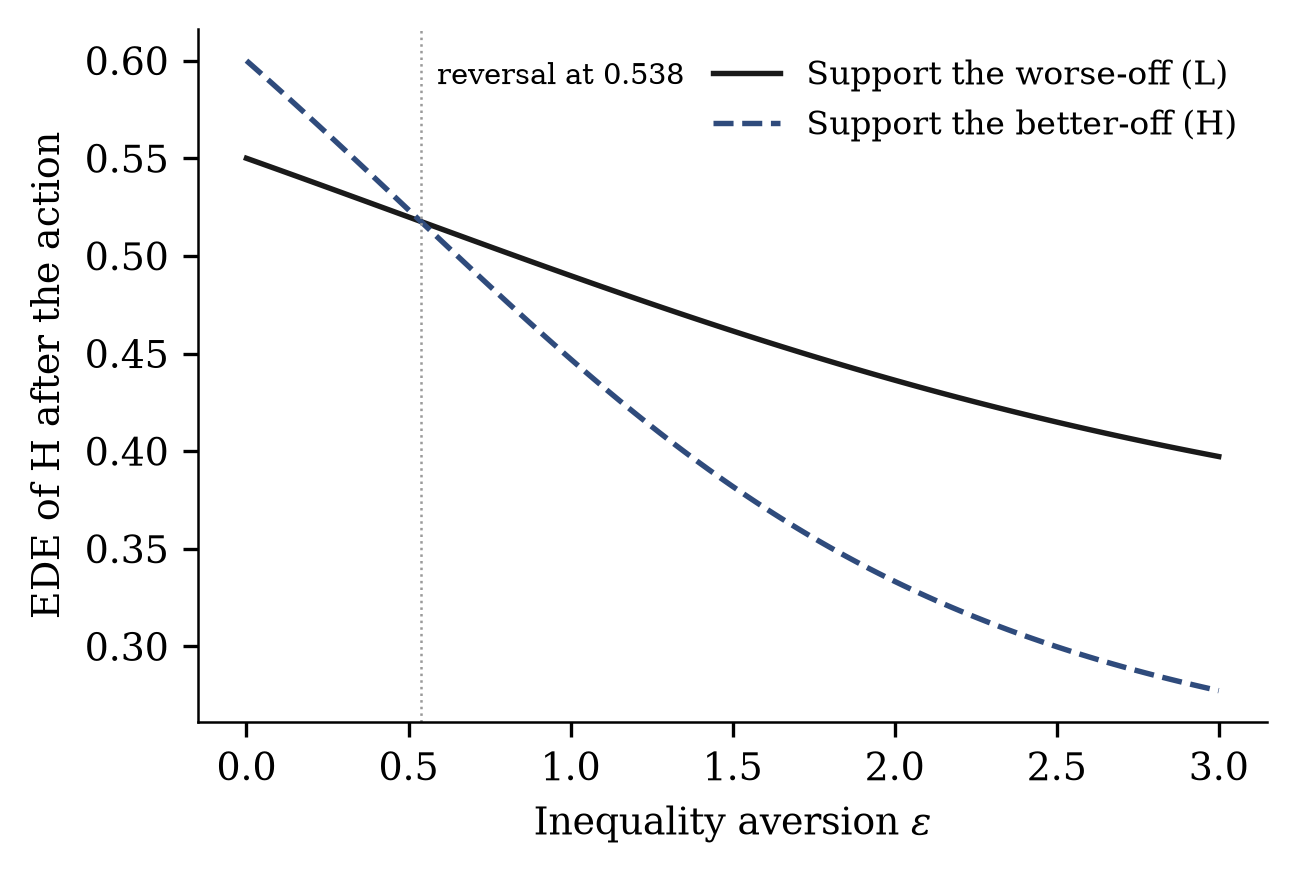 0.60
0.55
0.50
0.45
0.40
0.35
0.30
EDE of H after the action
reversal at 0.538
Support the worse-off (L)
Support the better-off (H)
0.0 0.5 1.0 1.5 2.0 2.5 3.0
Inequality aversion ε